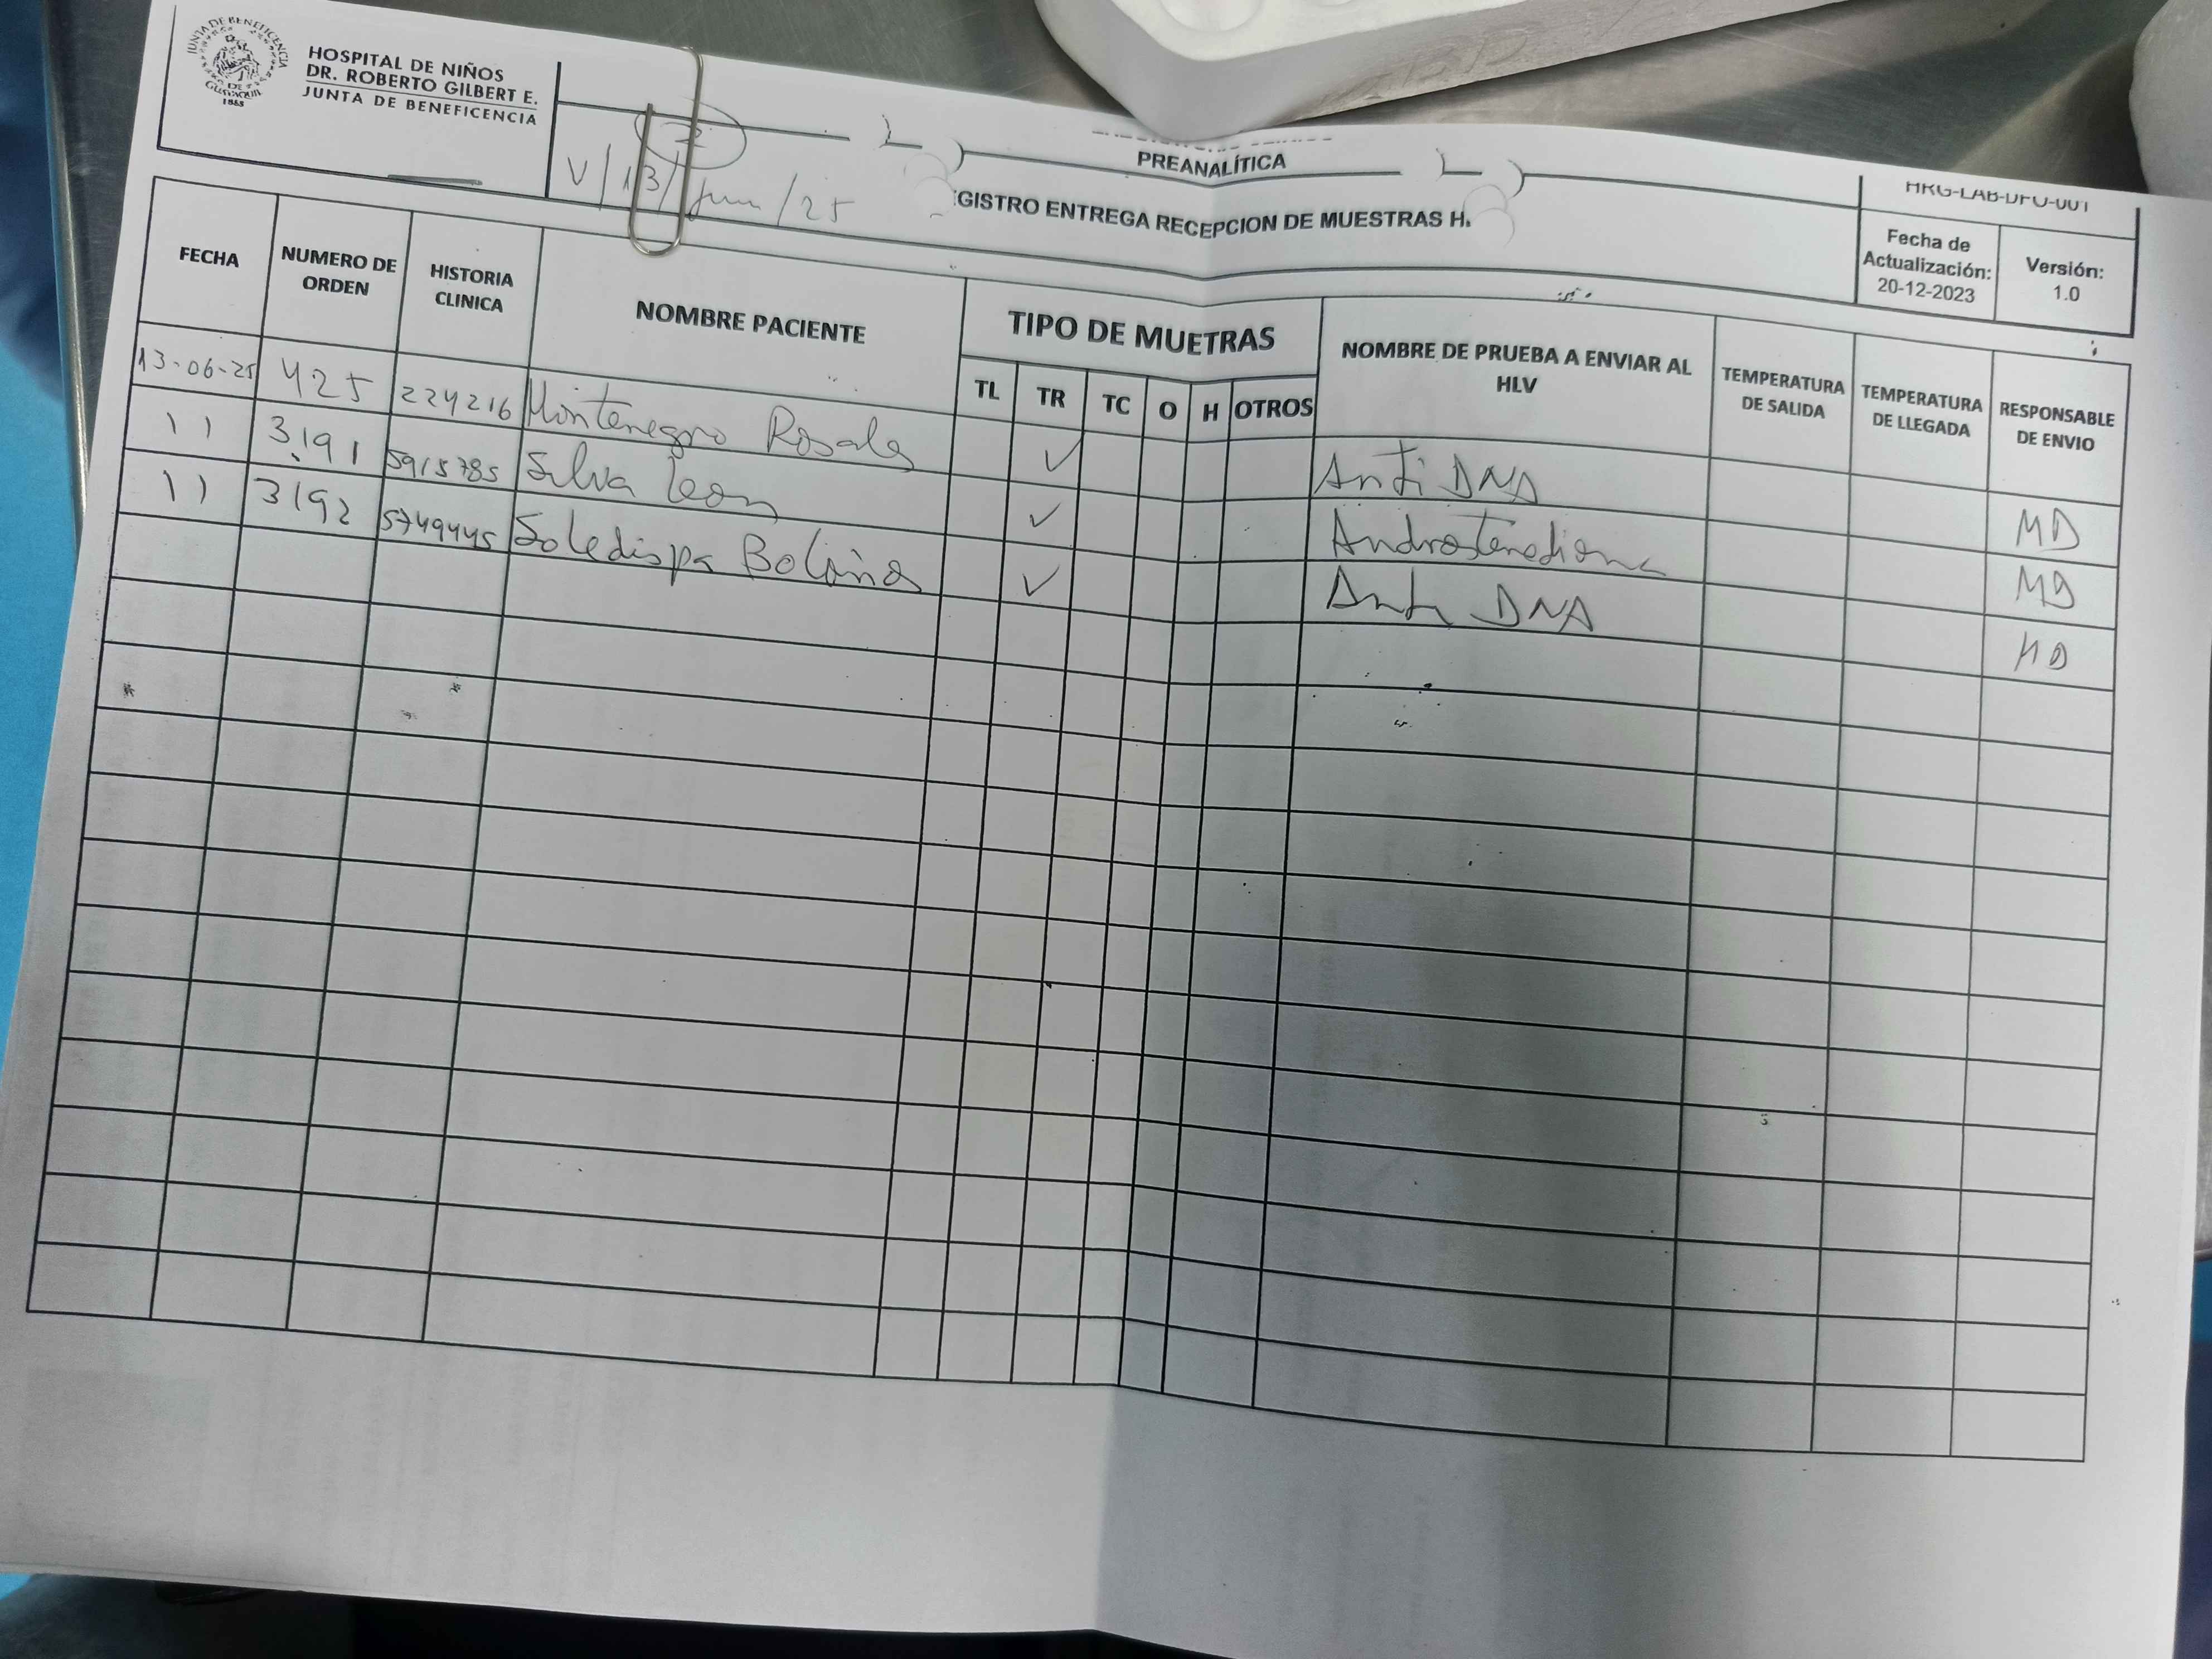 JUNTA DE BENEFICENCIA DE GUAYAQUIL 1888
HOSPITAL DE NIÑOS
DR. ROBERTO GILBERT E.
JUNTA DE BENEFICENCIA
2
V/13/Jun/25
PREANALÍTICA
GISTRO ENTREGA RECEPCION DE MUESTRAS H.
HRG-LAB-DFO-001
Fecha de Actualización: 20-12-2023
Versión: 1.0
FECHA NUMERO DE ORDEN HISTORIA CLINICA NOMBRE PACIENTE TIPO DE MUETRAS NOMBRE DE PRUEBA A ENVIAR AL HLV TEMPERATURA DE SALIDA TEMPERATURA DE LLEGADA RESPONSABLE DE ENVIO
TL TR TC O H OTROS
13-06-25 425 224216 Montenegro Rosales ✓ Anti DNA MD
11 3191 5915785 Silva Leon ✓ Androstenediona MD
11 3192 5749445 Soledispa Bolaños ✓ Anti DNA MD